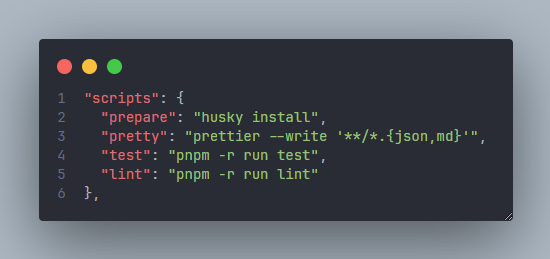 1 "scripts": {
2   "prepare": "husky install",
3   "pretty": "prettier --write '**/*.{json,md}'",
4   "test": "pnpm -r run test",
5   "lint": "pnpm -r run lint"
6 },